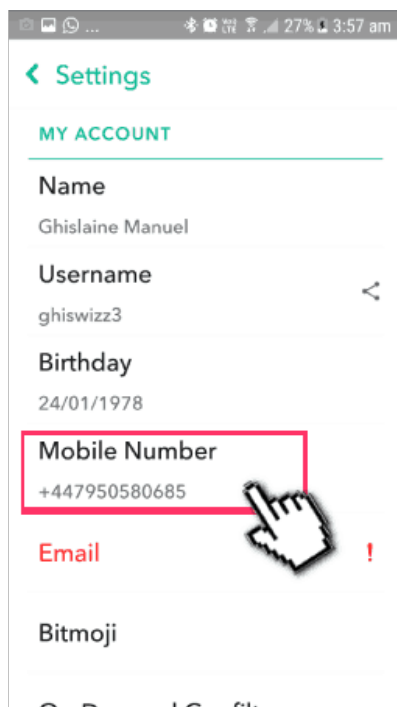 ... 27% 3:57 am
Settings
MY ACCOUNT
Name
Ghislaine Manuel
Username
ghiswizz3
Birthday
24/01/1978
Mobile Number
+447950580685
Email !
Bitmoji